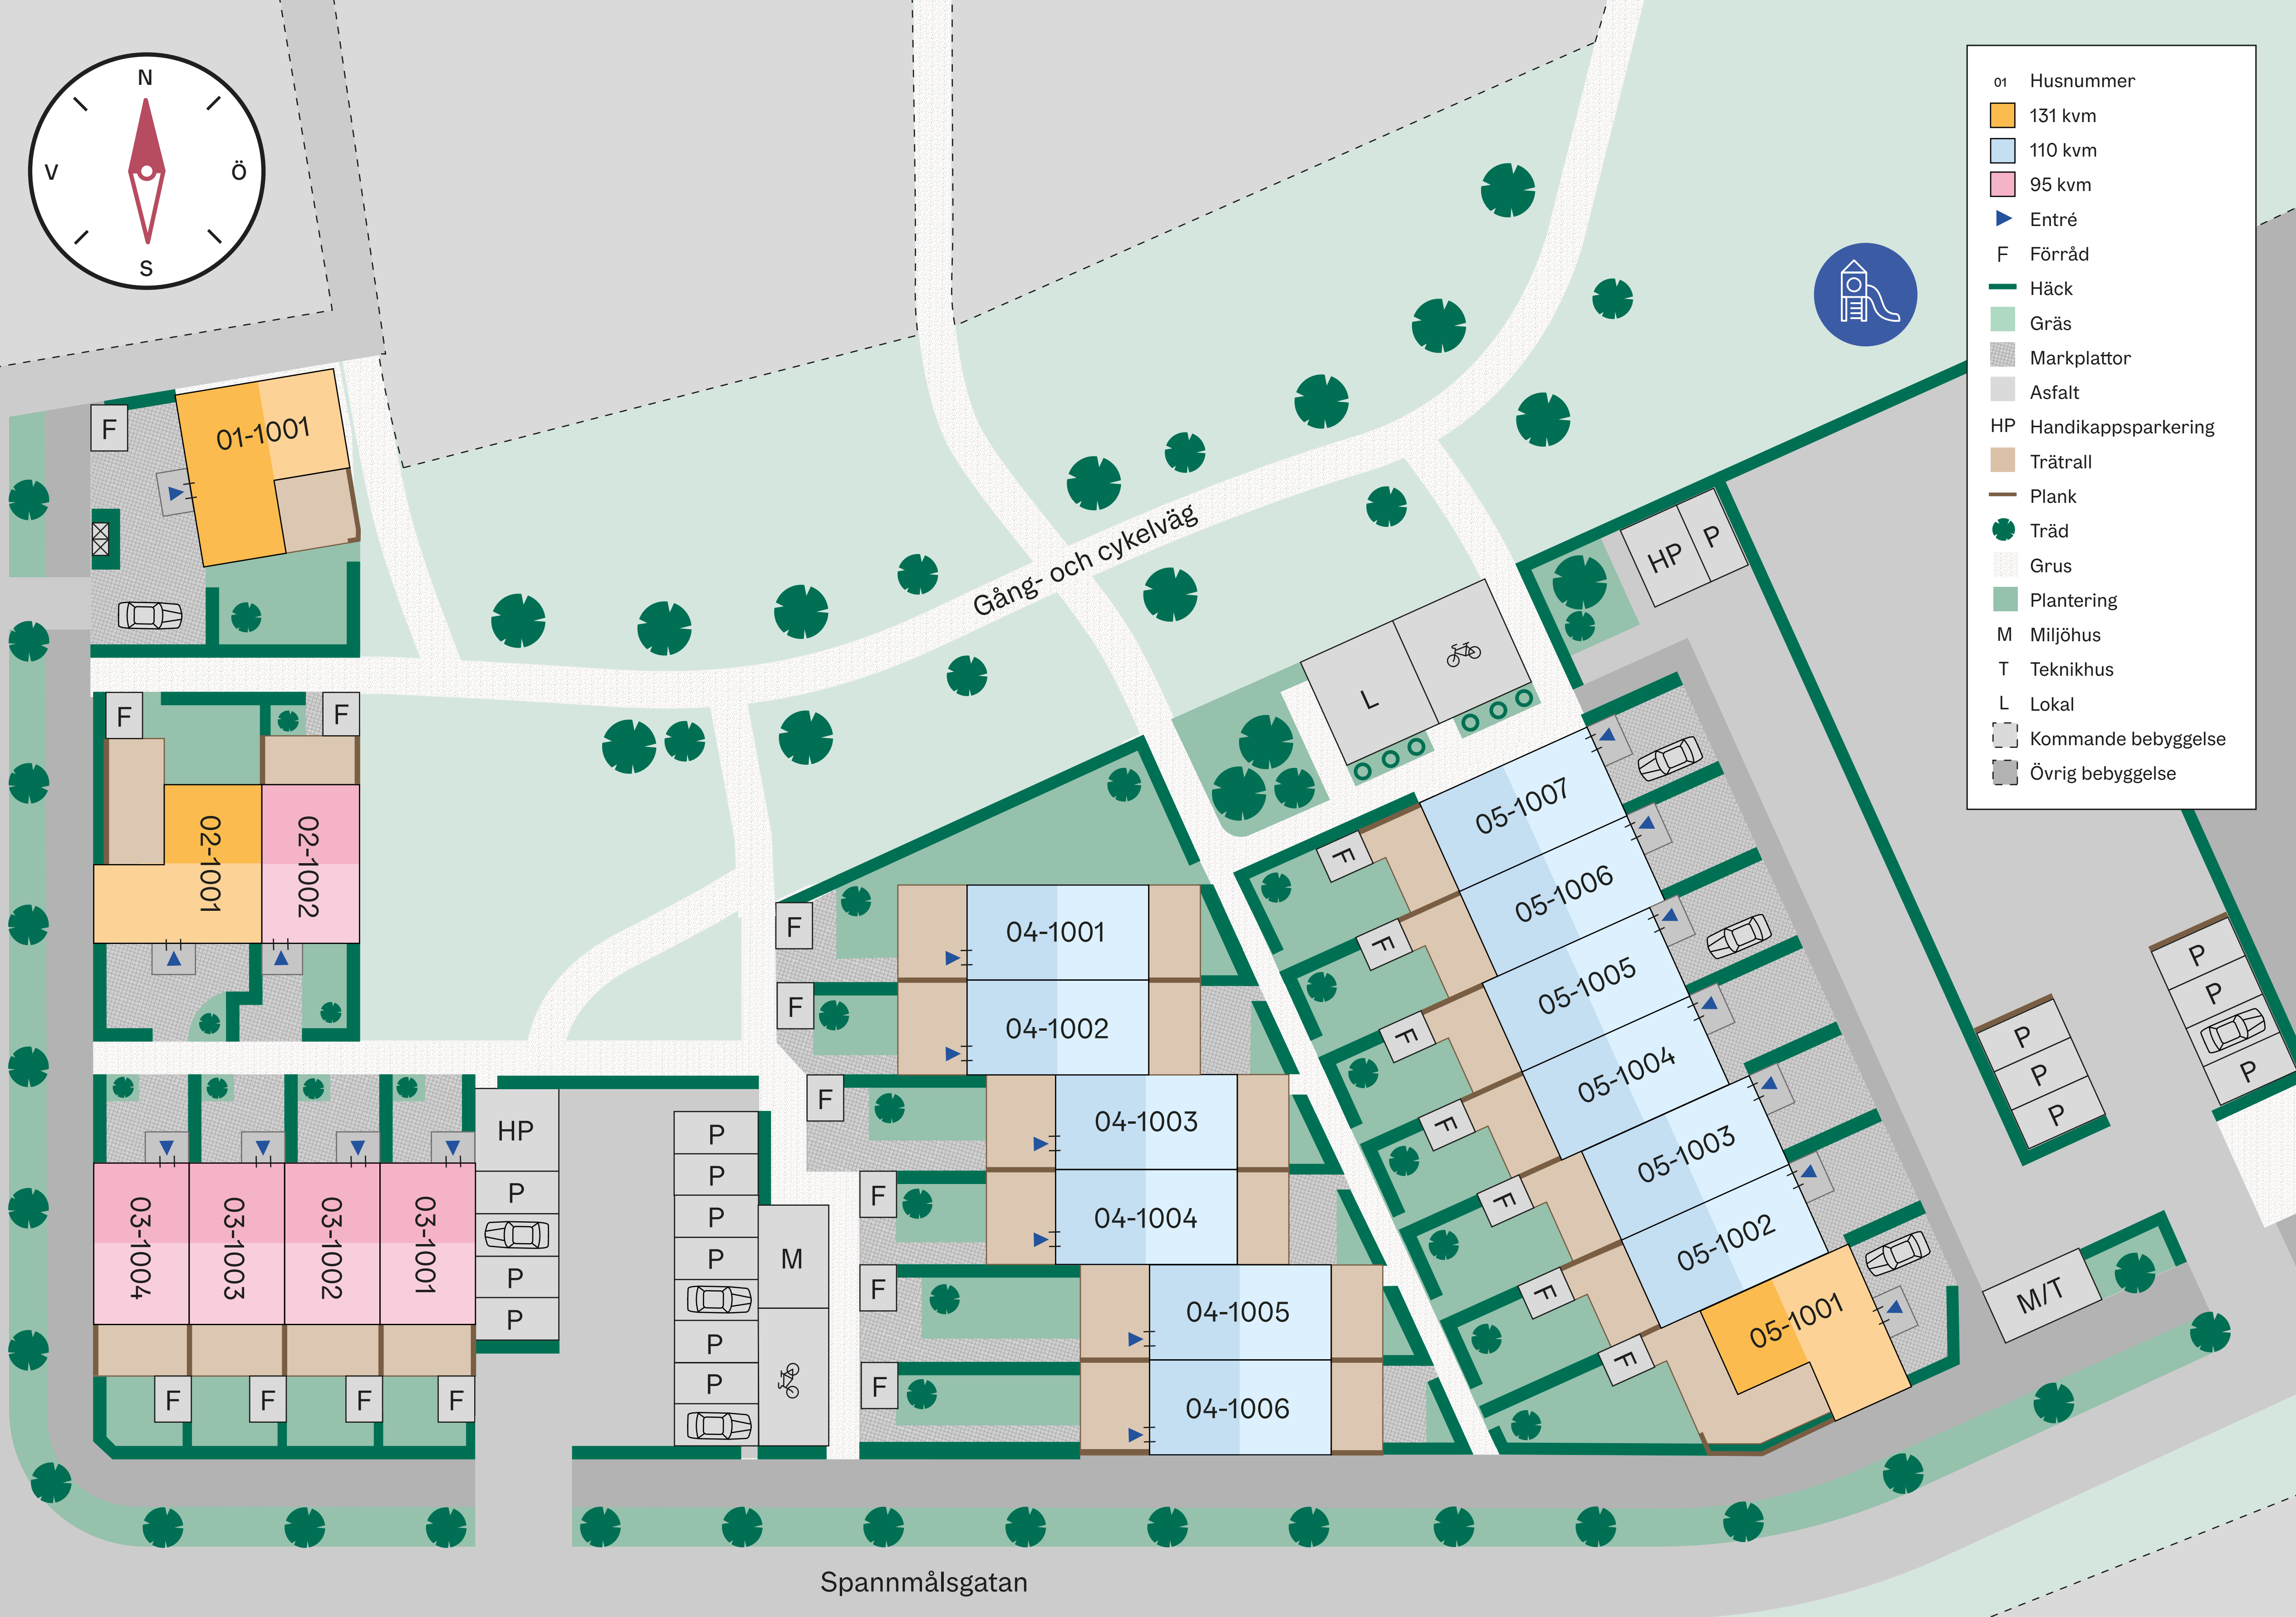 N
V
Ö
S
01 Husnummer
131 kvm
110 kvm
95 kvm
Entré
F Förråd
Häck
Gräs
Markplattor
Asfalt
HP Handikappsparkering
Trätrall
Plank
Träd
Grus
Plantering
M Miljöhus
T Teknikhus
L Lokal
Kommande bebyggelse
Övrig bebyggelse
F
01-1001
Gång- och cykelväg
HP
P
L
F
F
02-1001
02-1002
05-1007
05-1006
05-1005
05-1004
05-1003
05-1002
05-1001
F
F
F
F
F
F
F
F
F
F
F
F
F
04-1001
04-1002
04-1003
04-1004
04-1005
04-1006
P
P
P
P
P
P
HP
P
P
P
P
P
P
P
P
P
M
03-1004
03-1003
03-1002
03-1001
F
F
F
F
M/T
Spannmålsgatan